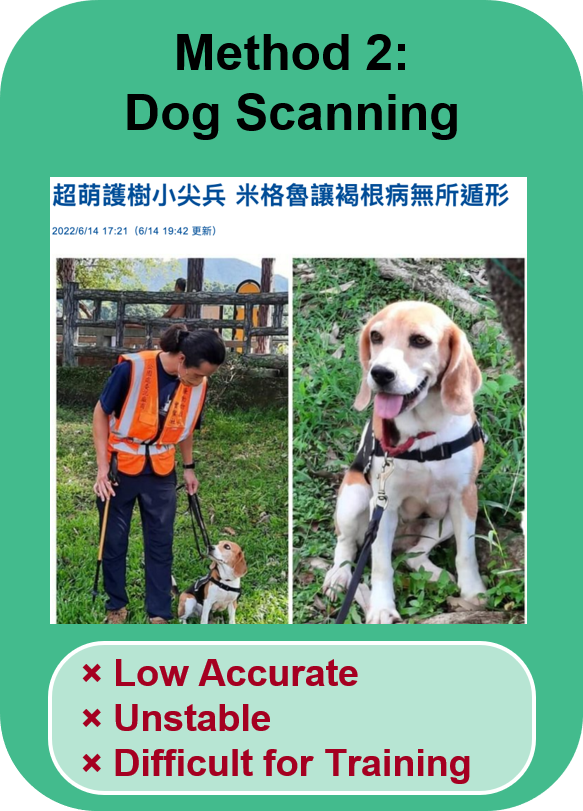 Method 2:
Dog Scanning
超萌護樹小尖兵 米格魯讓褐根病無所遁形
2022/6/14 17:21（6/14 19:42 更新）
× Low Accurate
× Unstable
× Difficult for Training